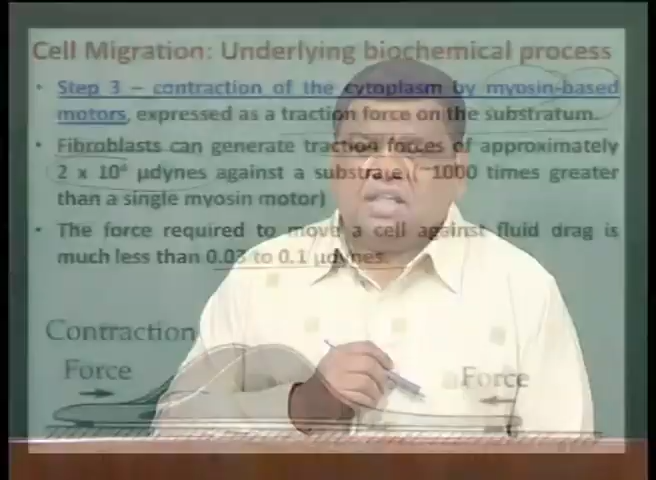 Cell Migration: Underlying biochemical process
• Step 3 – contraction of the cytoplasm by myosin-based
motors, expressed as a traction force on the substratum.
• Fibroblasts can generate traction forces of approximately
μdynes against a substrate (~1000 times greater
than a single myosin motor)
• The force required to move a cell against fluid drag is
much less than 0.03 to 0.1 μdynes.
Contraction
Force
Force